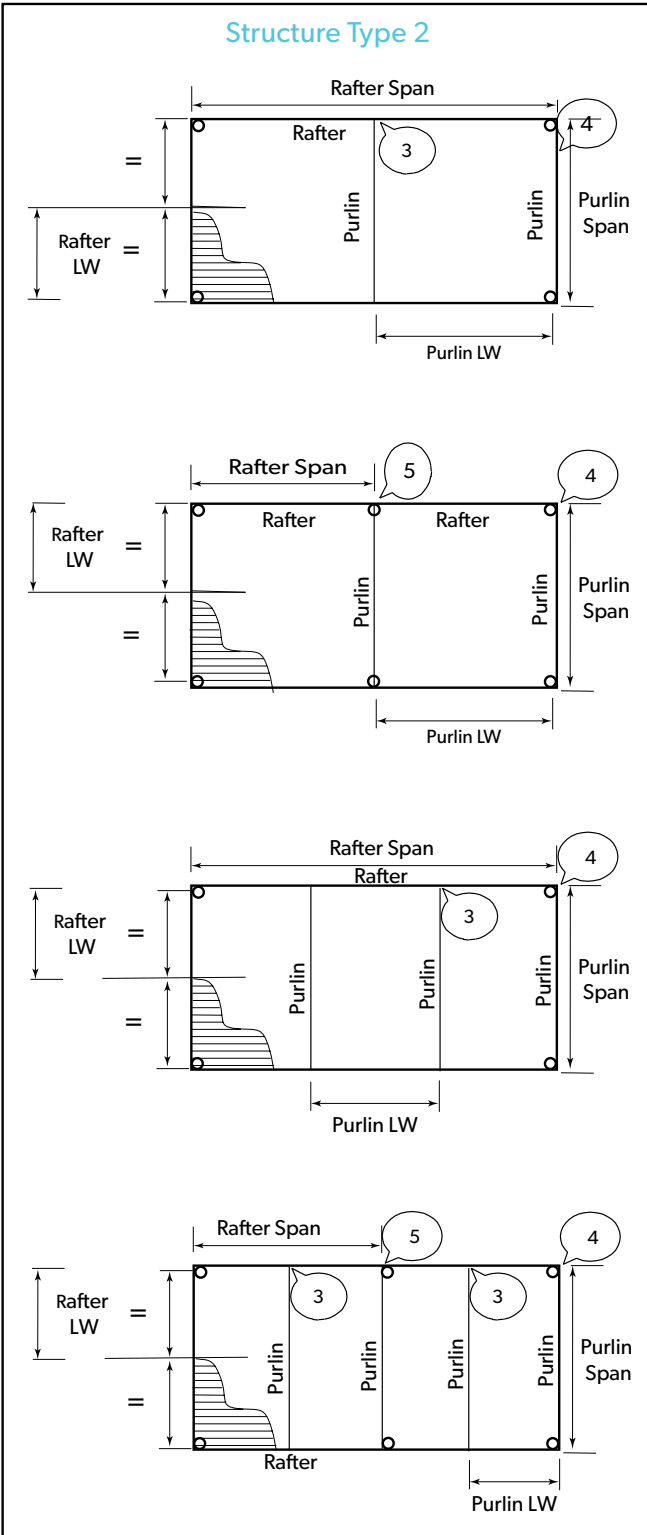 Structure Type 2
Rafter Span
Rafter
3
4
=
Rafter
LW
=
Purlin
Purlin
Purlin
Span
Purlin LW
Rafter Span
5
4
Rafter
LW
=
Rafter
Rafter
=
Purlin
Purlin
Purlin
Span
Purlin LW
Rafter Span
4
Rafter
Rafter
LW
=
3
=
Purlin
Purlin
Purlin
Purlin
Span
Purlin LW
Rafter Span
5
4
Rafter
LW
=
3
3
=
Purlin
Purlin
Purlin
Purlin
Purlin
Span
Rafter
Purlin LW